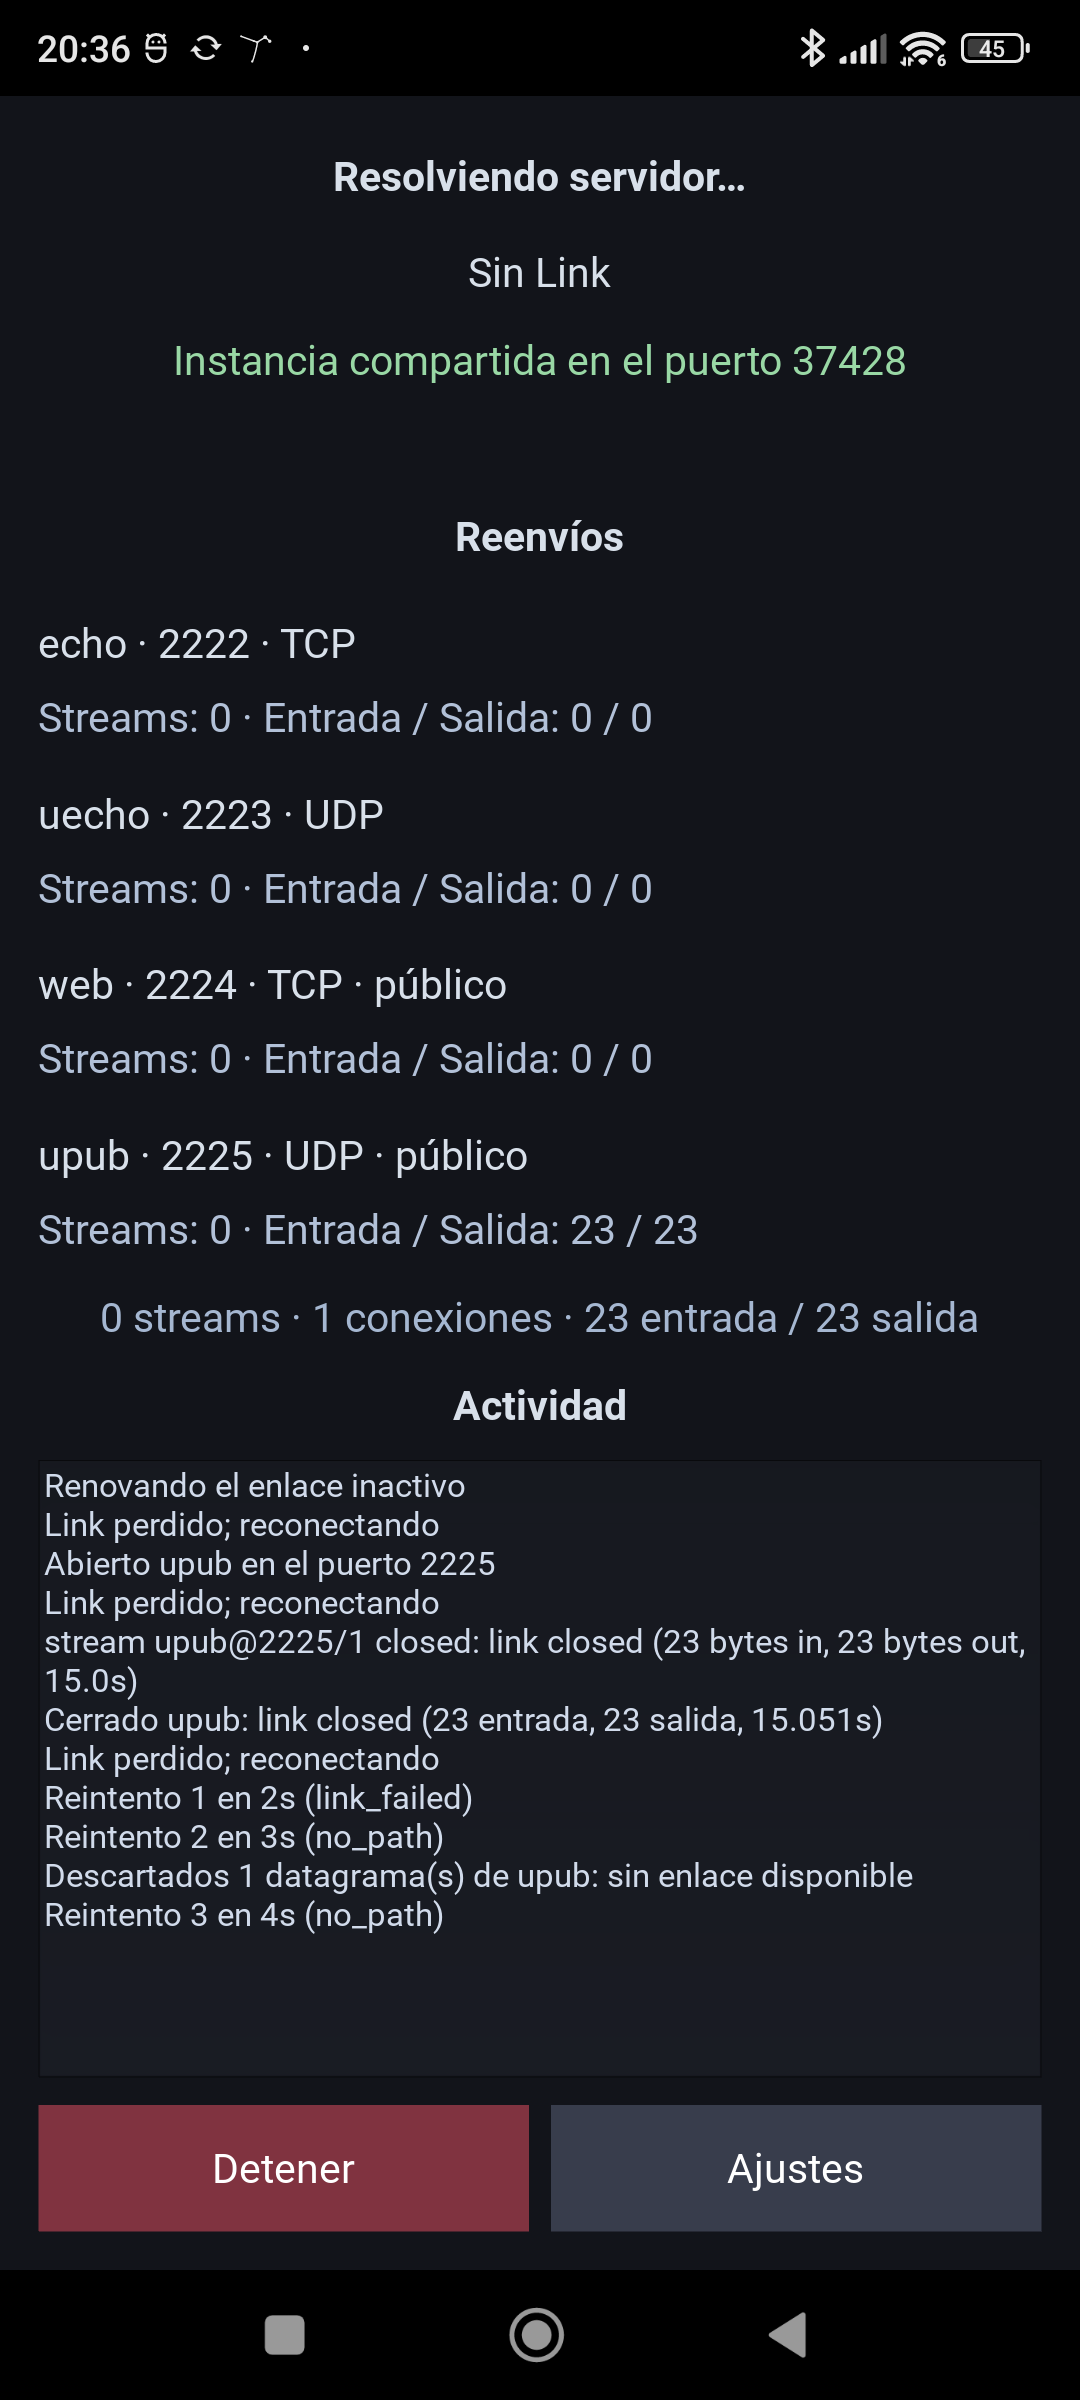 20:36
6
45
Resolviendo servidor...
Sin Link
Instancia compartida en el puerto 37428
Reenvíos
echo · 2222 · TCP
Streams: 0 · Entrada / Salida: 0 / 0
uecho · 2223 · UDP
Streams: 0 · Entrada / Salida: 0 / 0
web · 2224 · TCP · público
Streams: 0 · Entrada / Salida: 0 / 0
upub · 2225 · UDP · público
Streams: 0 · Entrada / Salida: 23 / 23
0 streams · 1 conexiones · 23 entrada / 23 salida
Actividad
Renovando el enlace inactivo
Link perdido; reconectando
Abierto upub en el puerto 2225
Link perdido; reconectando
stream upub@2225/1 closed: link closed (23 bytes in, 23 bytes out,
15.0s)
Cerrado upub: link closed (23 entrada, 23 salida, 15.051s)
Link perdido; reconectando
Reintento 1 en 2s (link_failed)
Reintento 2 en 3s (no_path)
Descartados 1 datagrama(s) de upub: sin enlace disponible
Reintento 3 en 4s (no_path)
Detener
Ajustes